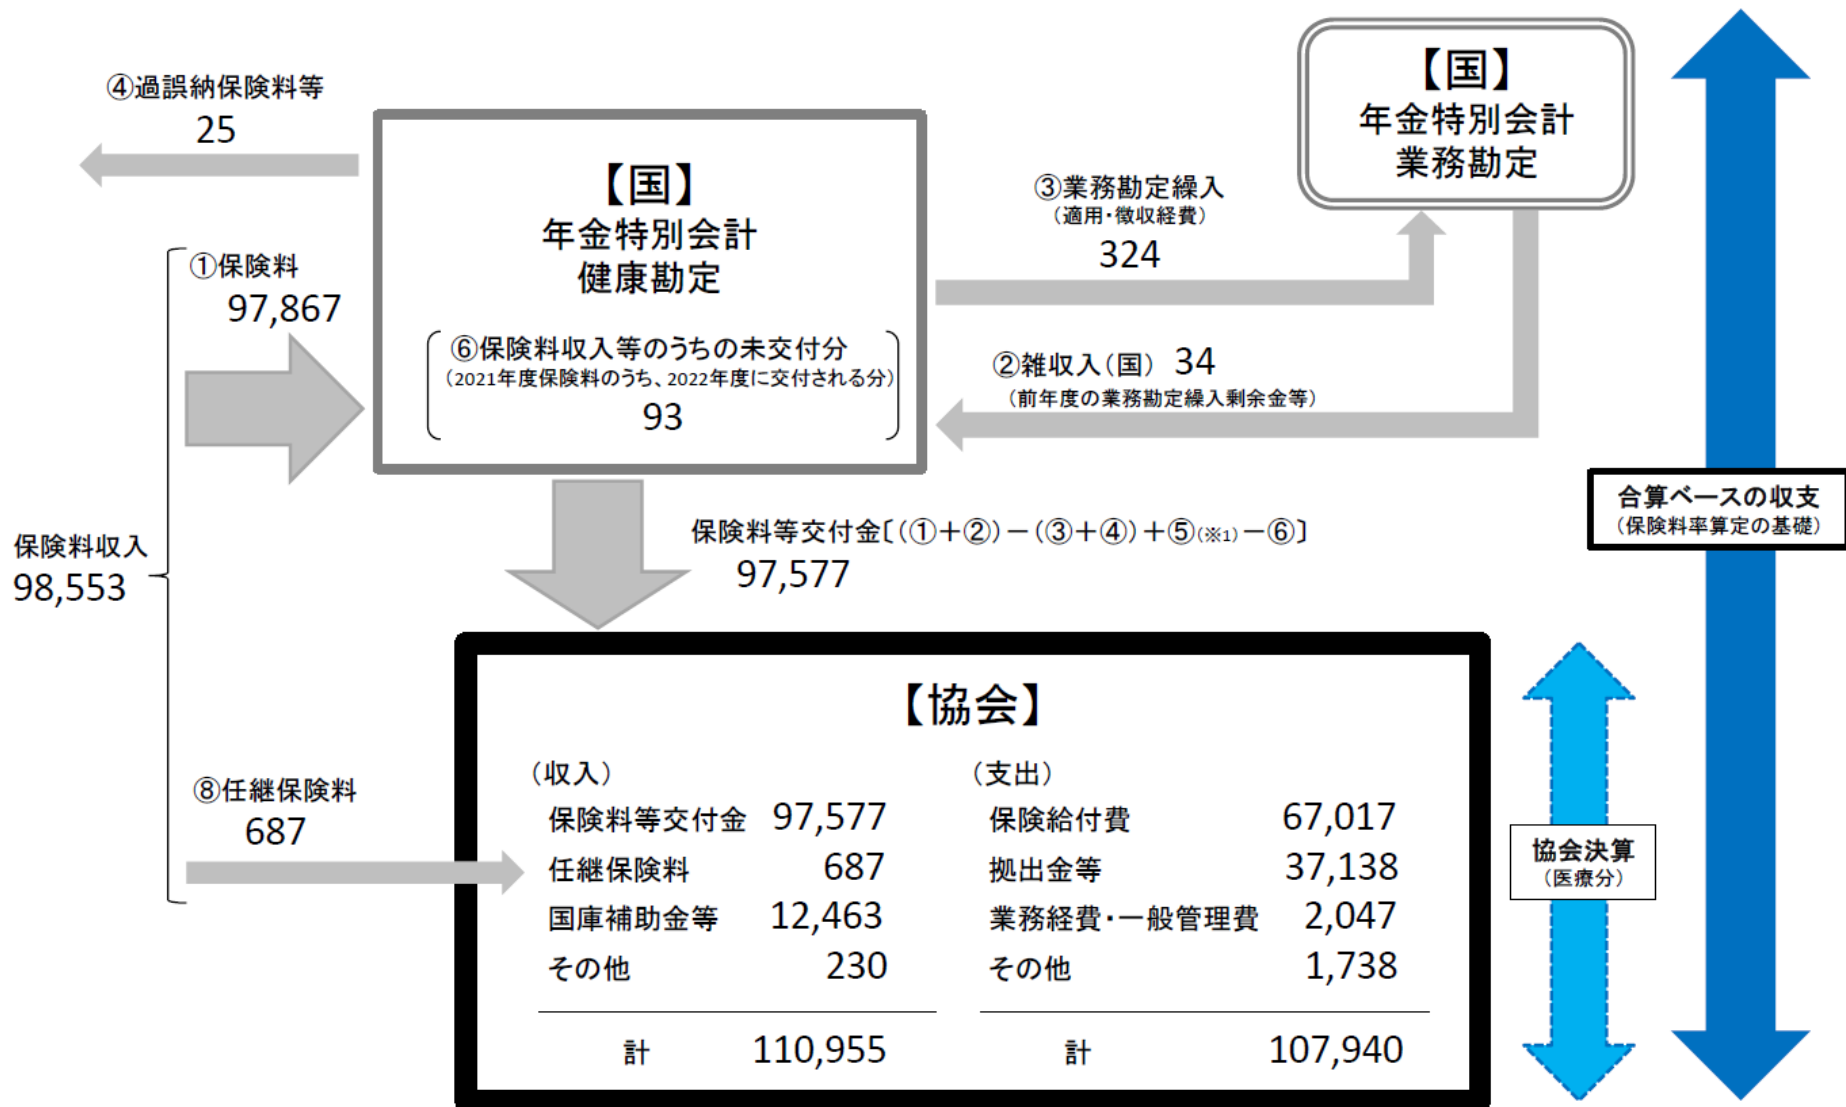 ④過誤納保険料等
25
【国】
年金特別会計
健康勘定
⑥保険料収入等のうちの未交付分
(2021年度保険料のうち、2022年度に交付される分)
93
【国】
年金特別会計
業務勘定
③業務勘定繰入
(適用・徴収経費)
324
②雑収入(国) 34
(前年度の業務勘定繰入剰余金等)
①保険料
97,867
保険料収入
98,553
保険料等交付金〔(①+②)-(③+④)+⑤(※1)-⑥〕
97,577
合算ベースの収支
(保険料率算定の基礎)
⑧任継保険料
687
【協会】
(収入)
保険料等交付金 97,577
任継保険料 687
国庫補助金等 12,463
その他 230
計 110,955
(支出)
保険給付費 67,017
拠出金等 37,138
業務経費・一般管理費 2,047
その他 1,738
計 107,940
協会決算
(医療分)